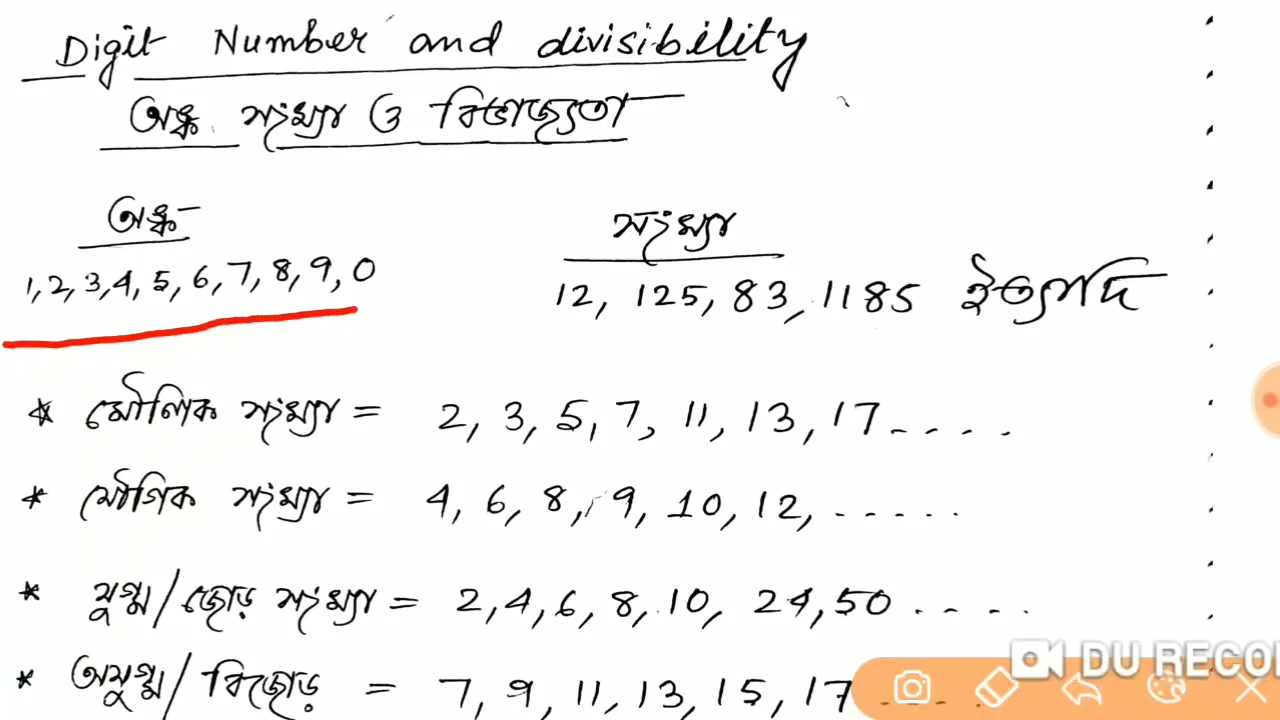 Digit Number and divisibility
অঙ্ক সংখ্যা ও বিভাজ্যতা
অঙ্ক
1, 2, 3, 4, 5, 6, 7, 8, 9, 0
সংখ্যা
12, 125, 83, 1185 ইত্যাদি
* মৌলিক সংখ্যা = 2, 3, 5, 7, 11, 13, 17 ....
* যৌগিক সংখ্যা = 4, 6, 8, 9, 10, 12, .....
* যুগ্ম/জোড় সংখ্যা = 2, 4, 6, 8, 10, 24, 50 ....
* অযুগ্ম/বিজোড় = 7, 9, 11, 13, 15, 17 ....
DU RECO